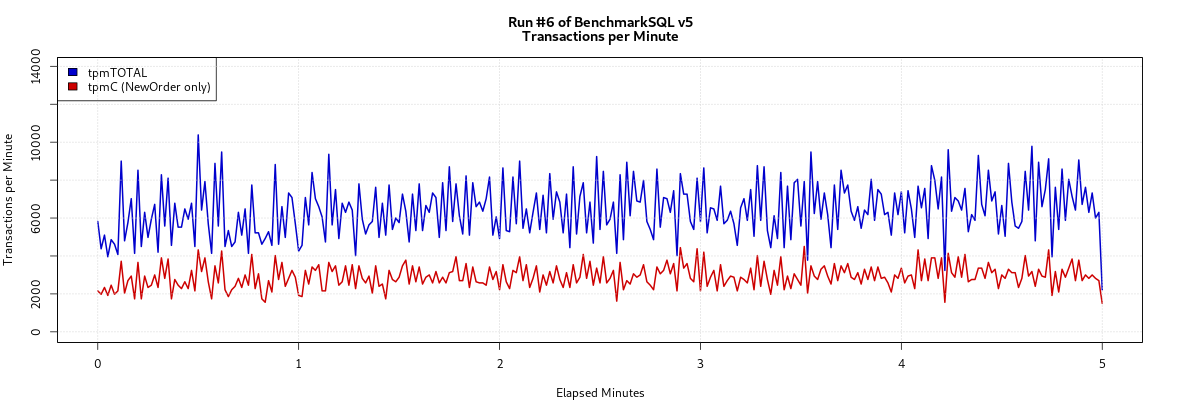 Run #6 of BenchmarkSQL v5
Transactions per Minute
tpmTOTAL
tpmC (NewOrder only)
Transactions per Minute
14000
10000
6000
2000
0
0 1 2 3 4 5
Elapsed Minutes